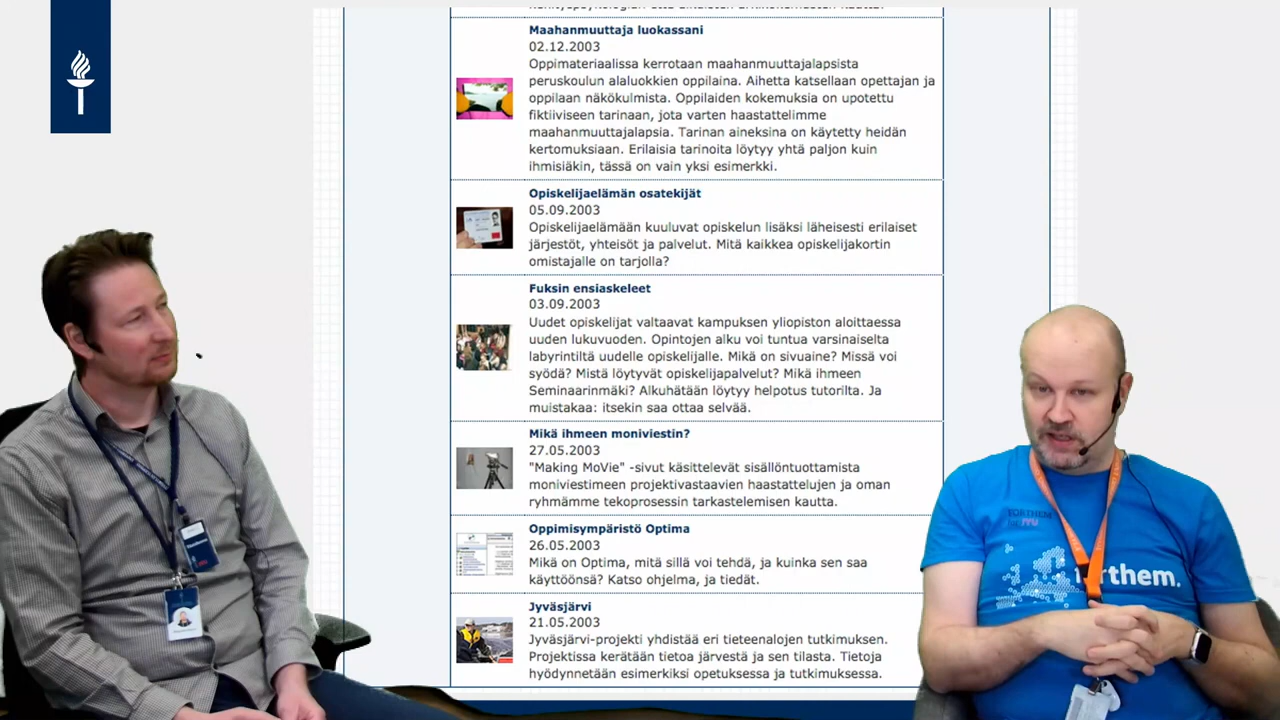 Maahanmuuttaja luokassani
02.12.2003
Oppimateriaalissa kerrotaan maahanmuuttajalapsista
peruskoulun alaluokkien oppilaina. Aihetta katsellaan opettajan ja
oppilaan näkökulmista. Oppilaiden kokemuksia on upotettu
fiktiiviseen tarinaan, jota varten haastattelimme
maahanmuuttajalapsia. Tarinan aineksina on käytetty heidän
kertomuksiaan. Erilaisia tarinoita löytyy yhtä paljon kuin
ihmisiäkin, tässä on vain yksi esimerkki.
Opiskelijaelämän osatekijät
05.09.2003
Opiskelijaelämään kuuluvat opiskelun lisäksi läheisesti erilaiset
järjestöt, yhteisöt ja palvelut. Mitä kaikkea opiskelijakortin
omistajalle on tarjolla?
Fuksin ensiaskeleet
03.09.2003
Uudet opiskelijat valtaavat kampuksen yliopiston aloittaessa
uuden lukuvuoden. Opintojen alku voi tuntua varsinaiselta
labyrintiltä uudelle opiskelijalle. Mikä on sivuaine? Missä voi
syödä? Mistä löytyvät opiskelijapalvelut? Mikä ihmeen
Seminaarinmäki? Alkuhätään löytyy helpotus tutorilta. Ja
muistakaa: itsekin saa ottaa selvää.
Mikä ihmeen moniviestin?
27.05.2003
"Making MoVie" -sivut käsittelevät sisällöntuottamista
moniviestimeen projektivastaavien haastattelujen ja oman
ryhmämme tekoprosessin tarkastelemisen kautta.
Oppimisympäristö Optima
26.05.2003
Mikä on Optima, mitä sillä voi tehdä, ja kuinka sen saa
käyttöönsä? Katso ohjelma, ja tiedät.
Jyväsjärvi
21.05.2003
Jyväsjärvi-projekti yhdistää eri tieteenalojen tutkimuksen.
Projektissa kerätään tietoa järvestä ja sen tilasta. Tietoja
hyödynnetään esimerkiksi opetuksessa ja tutkimuksessa.
FORTHEM
JYU
forthem.